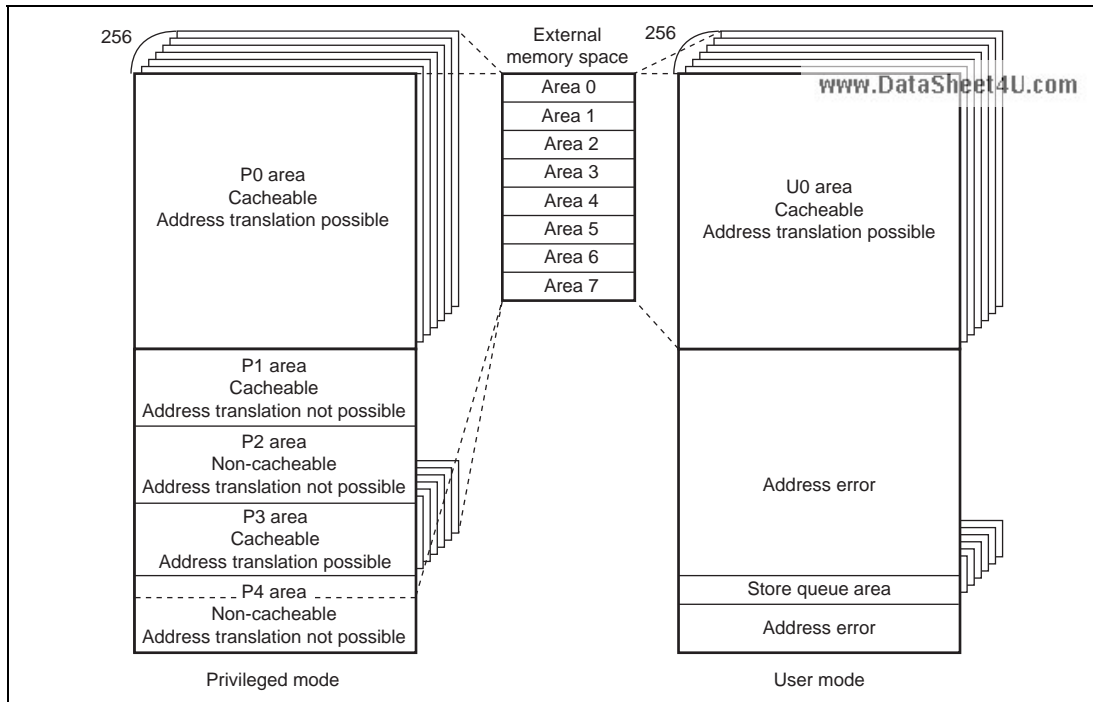 256
External
memory space
256
www.DataSheet4U.com
Area 0
Area 1
Area 2
Area 3
Area 4
Area 5
Area 6
Area 7
P0 area
Cacheable
Address translation possible
U0 area
Cacheable
Address translation possible
P1 area
Cacheable
Address translation not possible
P2 area
Non-cacheable
Address translation not possible
P3 area
Cacheable
Address translation possible
P4 area
Non-cacheable
Address translation not possible
Address error
Store queue area
Address error
Privileged mode
User mode